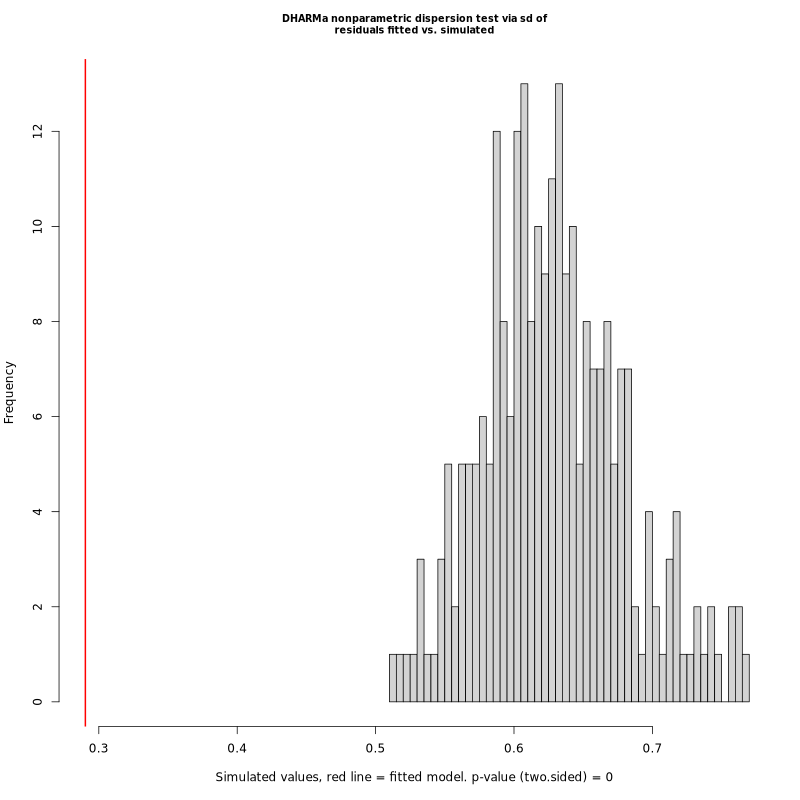 DHARMa nonparametric dispersion test via sd of
residuals fitted vs. simulated
Frequency
12
10
8
6
4
2
0
0.3 0.4 0.5 0.6 0.7
Simulated values, red line = fitted model. p-value (two.sided) = 0